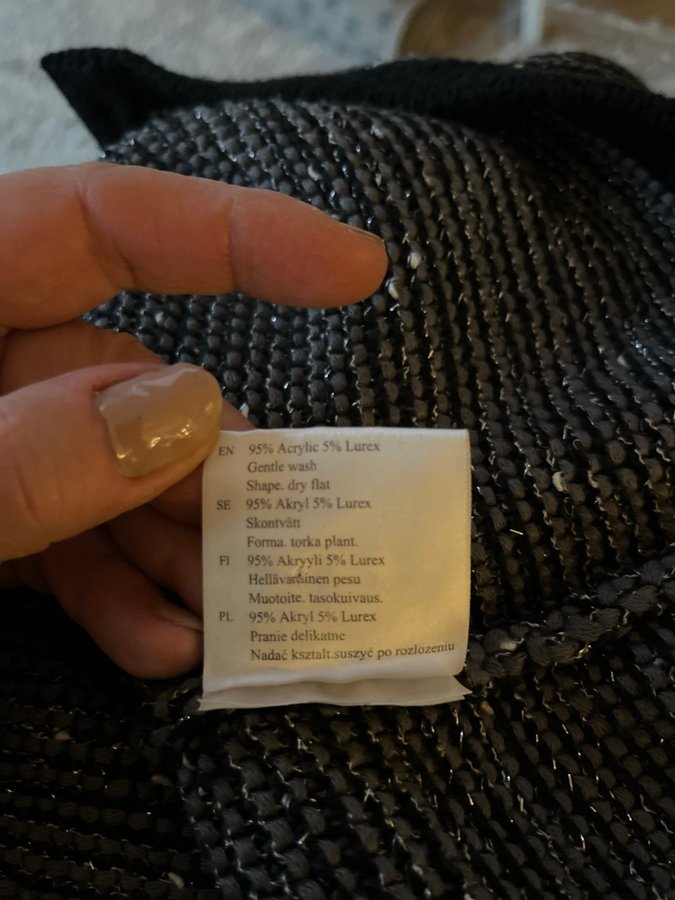 EN 95% Acrylic 5% Lurex
Gentle wash
Shape. dry flat
SE 95% Akryl 5% Lurex
Skontvätt
Forma. torka plant.
FI 95% Akryyli 5% Lurex
Hellävarainen pesu
Muotoite. tasokuivaus.
PL 95% Akryl 5% Lurex
Pranie delikatne
Nadać kształt.suszyć po rozlozeniu